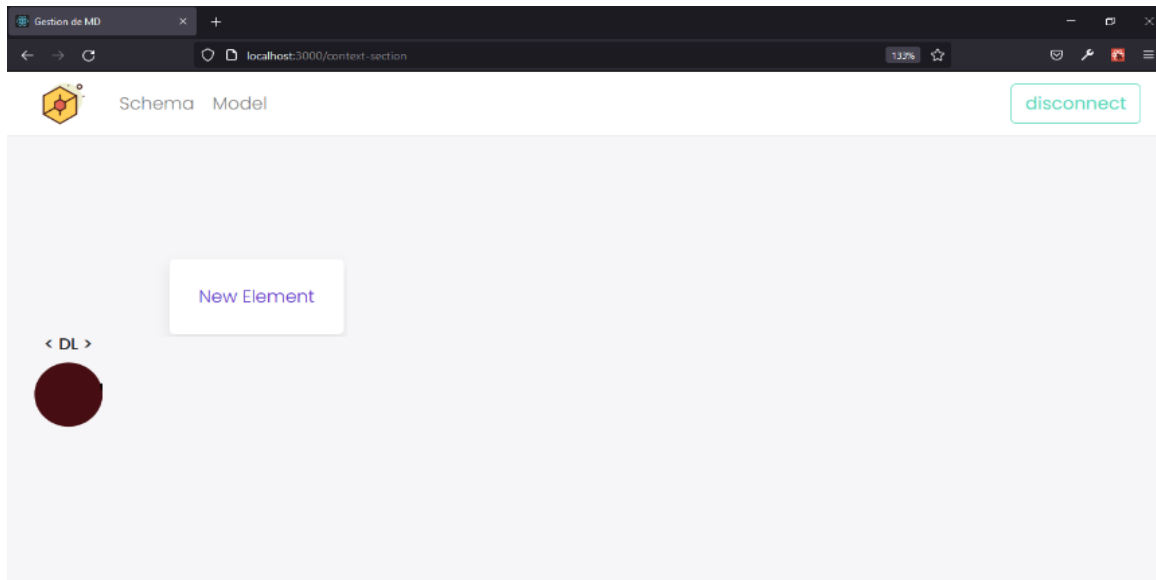 Gestion de MD
localhost:3000/context-section
133%
Schema Model
disconnect
New Element
< DL >